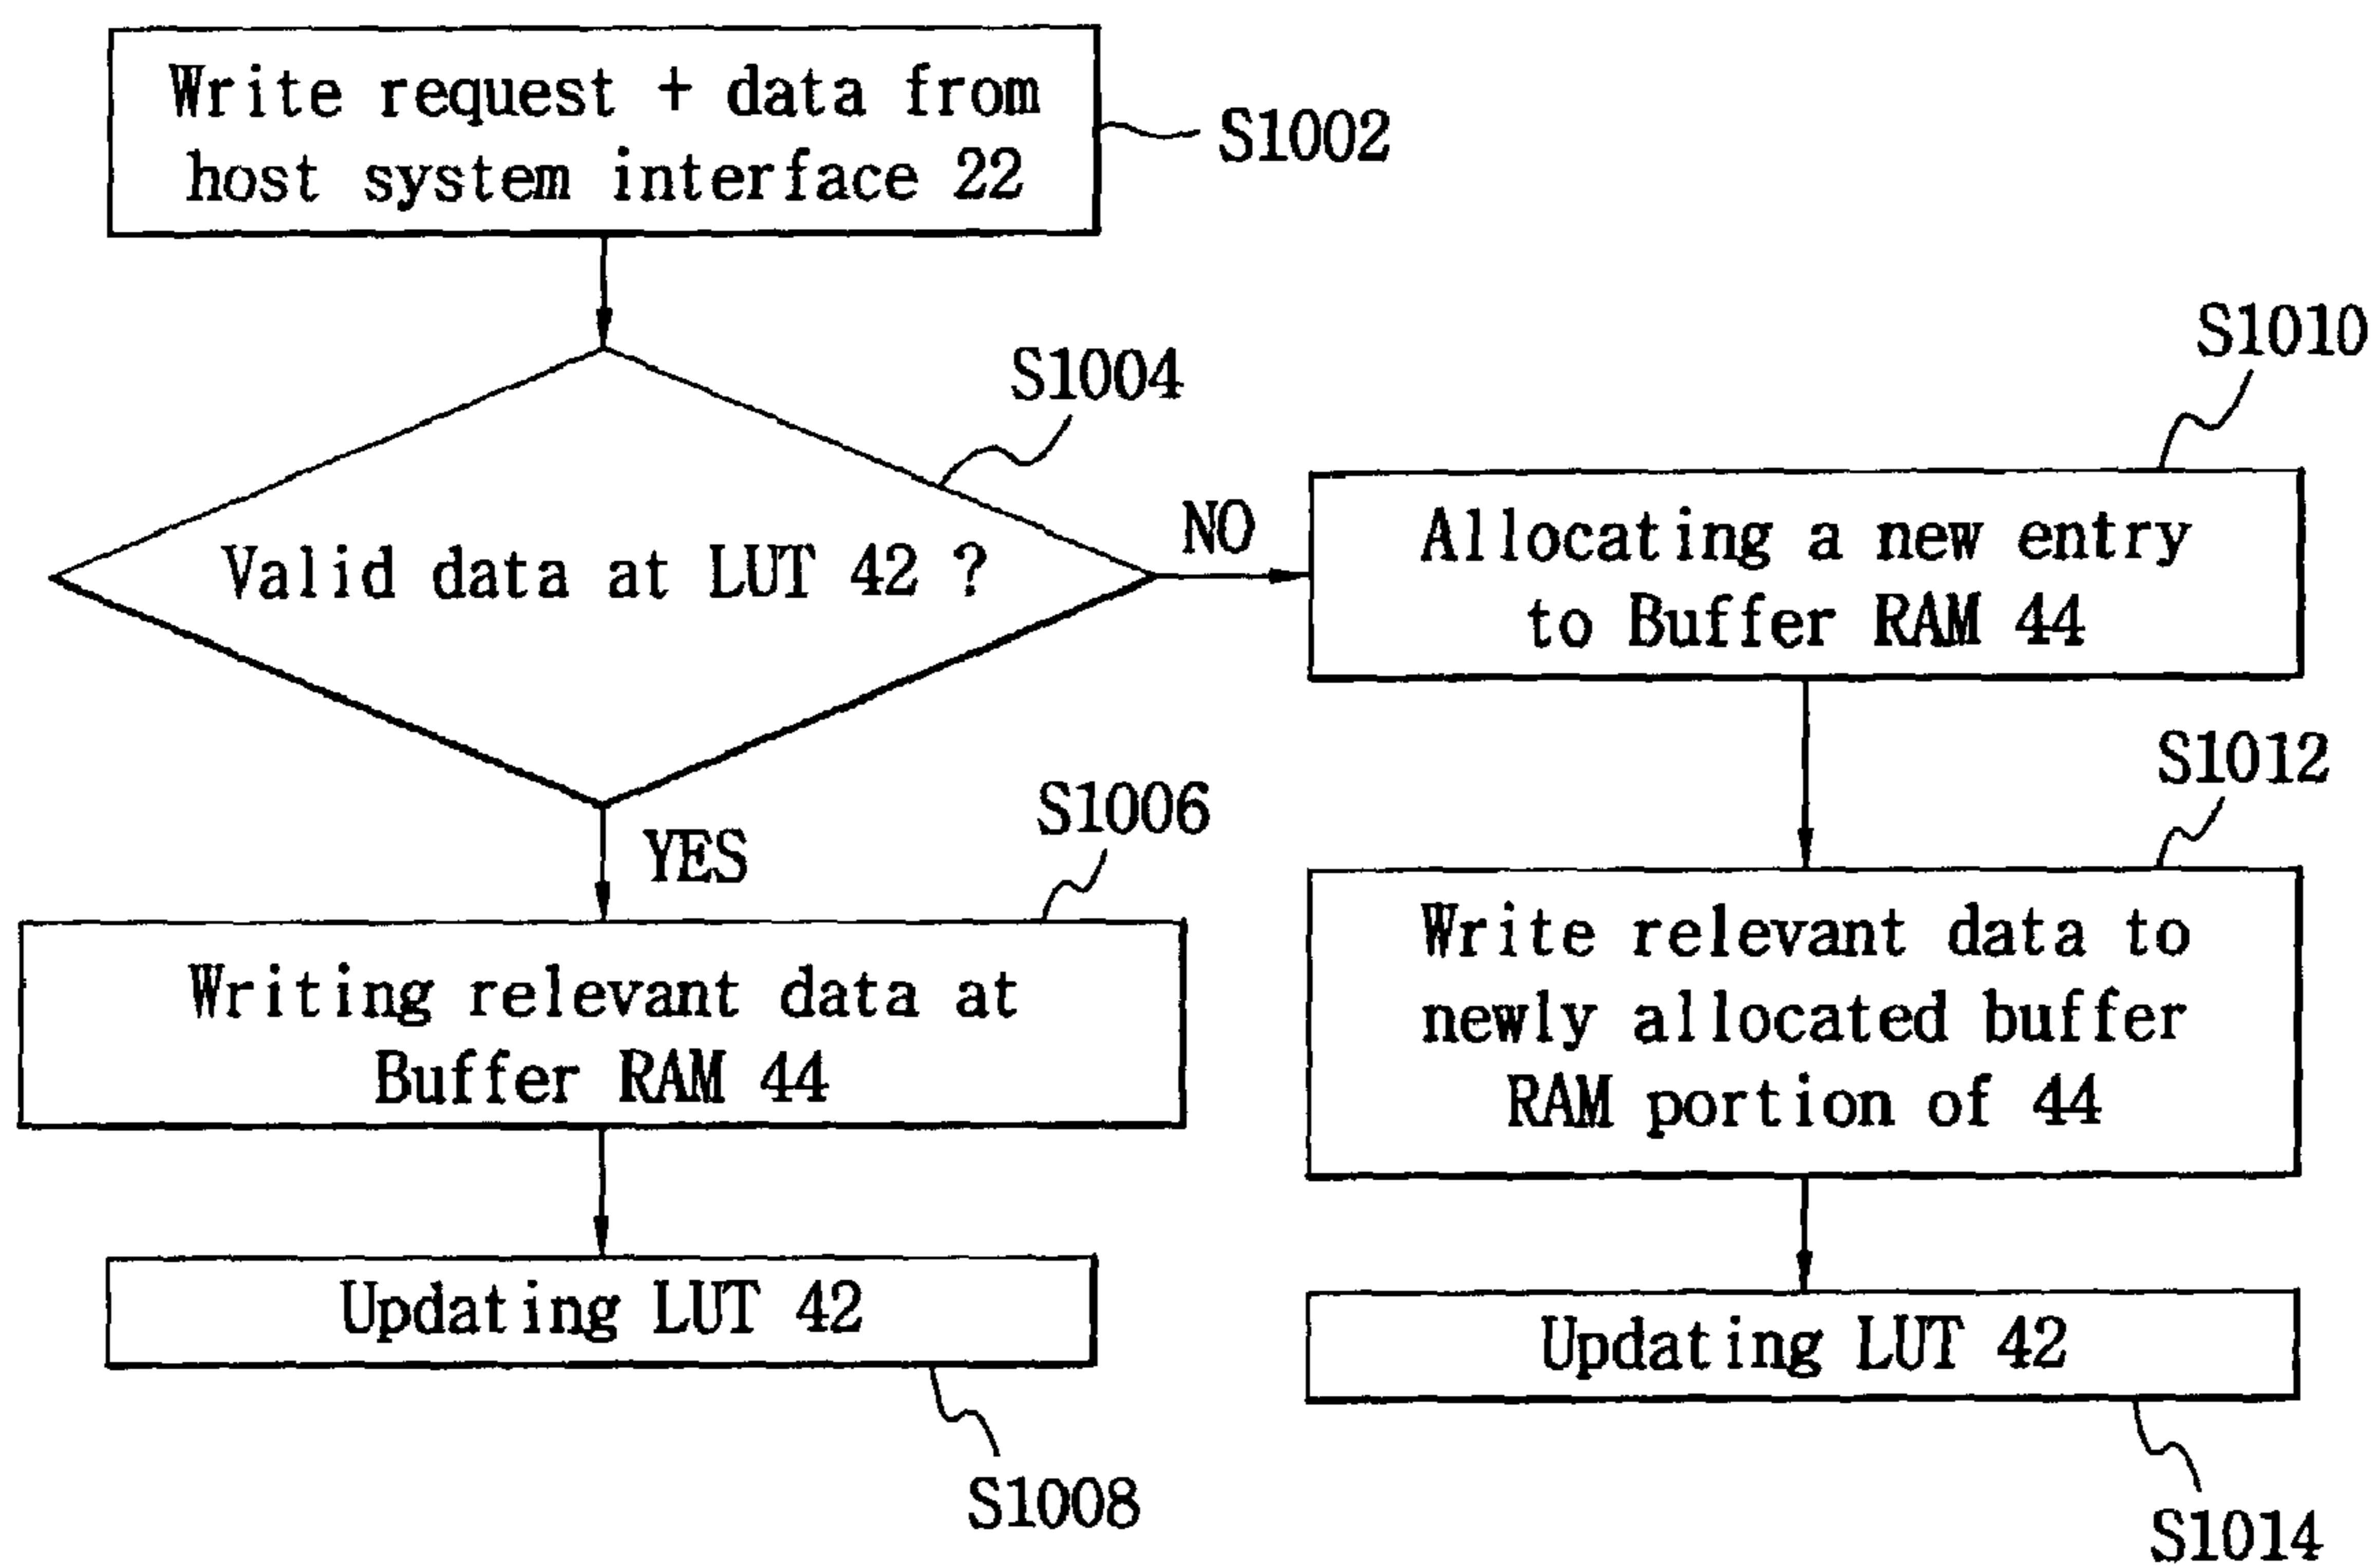 Write request + data from
host system interface 22
S1002
Valid data at LUT 42 ?
S1004
YES
NO
Writing relevant data at
Buffer RAM 44
S1006
Updating LUT 42
S1008
Allocating a new entry
to Buffer RAM 44
S1010
Write relevant data to
newly allocated buffer
RAM portion of 44
S1012
Updating LUT 42
S1014